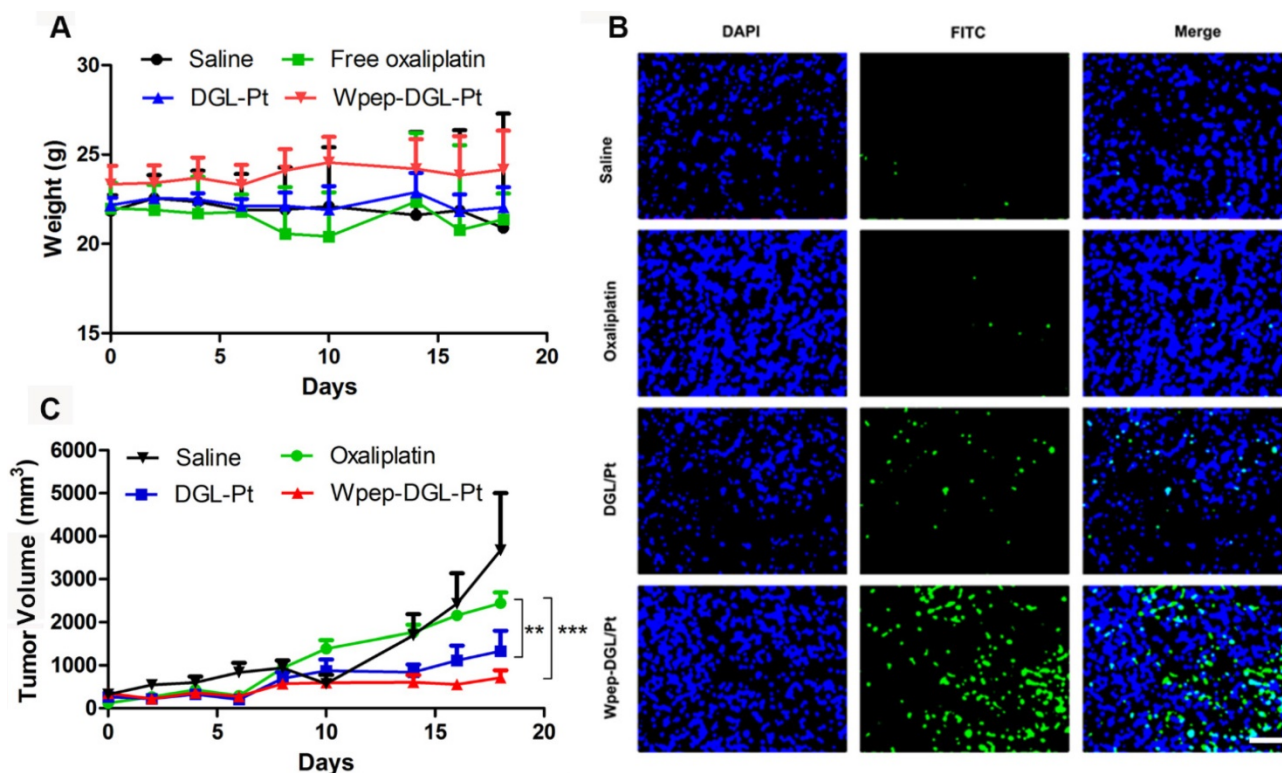 A
Saline
Free oxaliplatin
DGL-Pt
Wpep-DGL-Pt
Weight (g)
30
25
20
15
0 5 10 15 20
Days
B
DAPI FITC Merge
Saline
Oxaliplatin
DGL/Pt
Wpep-DGL/Pt
C
Saline
Oxaliplatin
DGL-Pt
Wpep-DGL-Pt
Tumor Volume (mm³)
6000
5000
4000
3000
2000
1000
0
** ***
0 5 10 15 20
Days